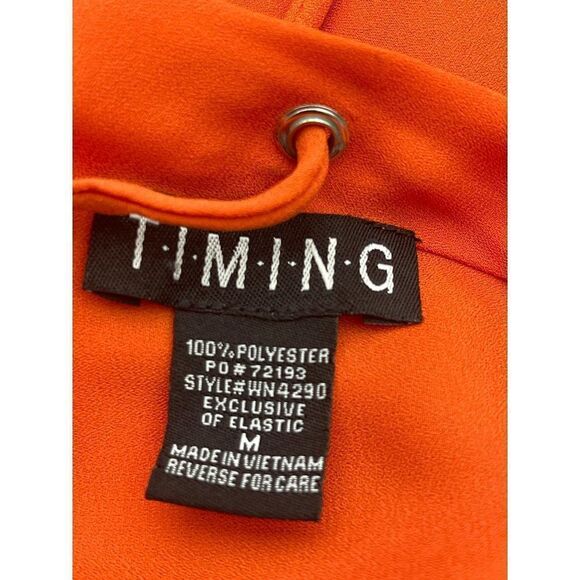 T·I·M·I·N·G
100% POLYESTER
PO # 72193
STYLE#WN4290
EXCLUSIVE
OF ELASTIC
M
MADE IN VIETNAM
REVERSE FOR CARE